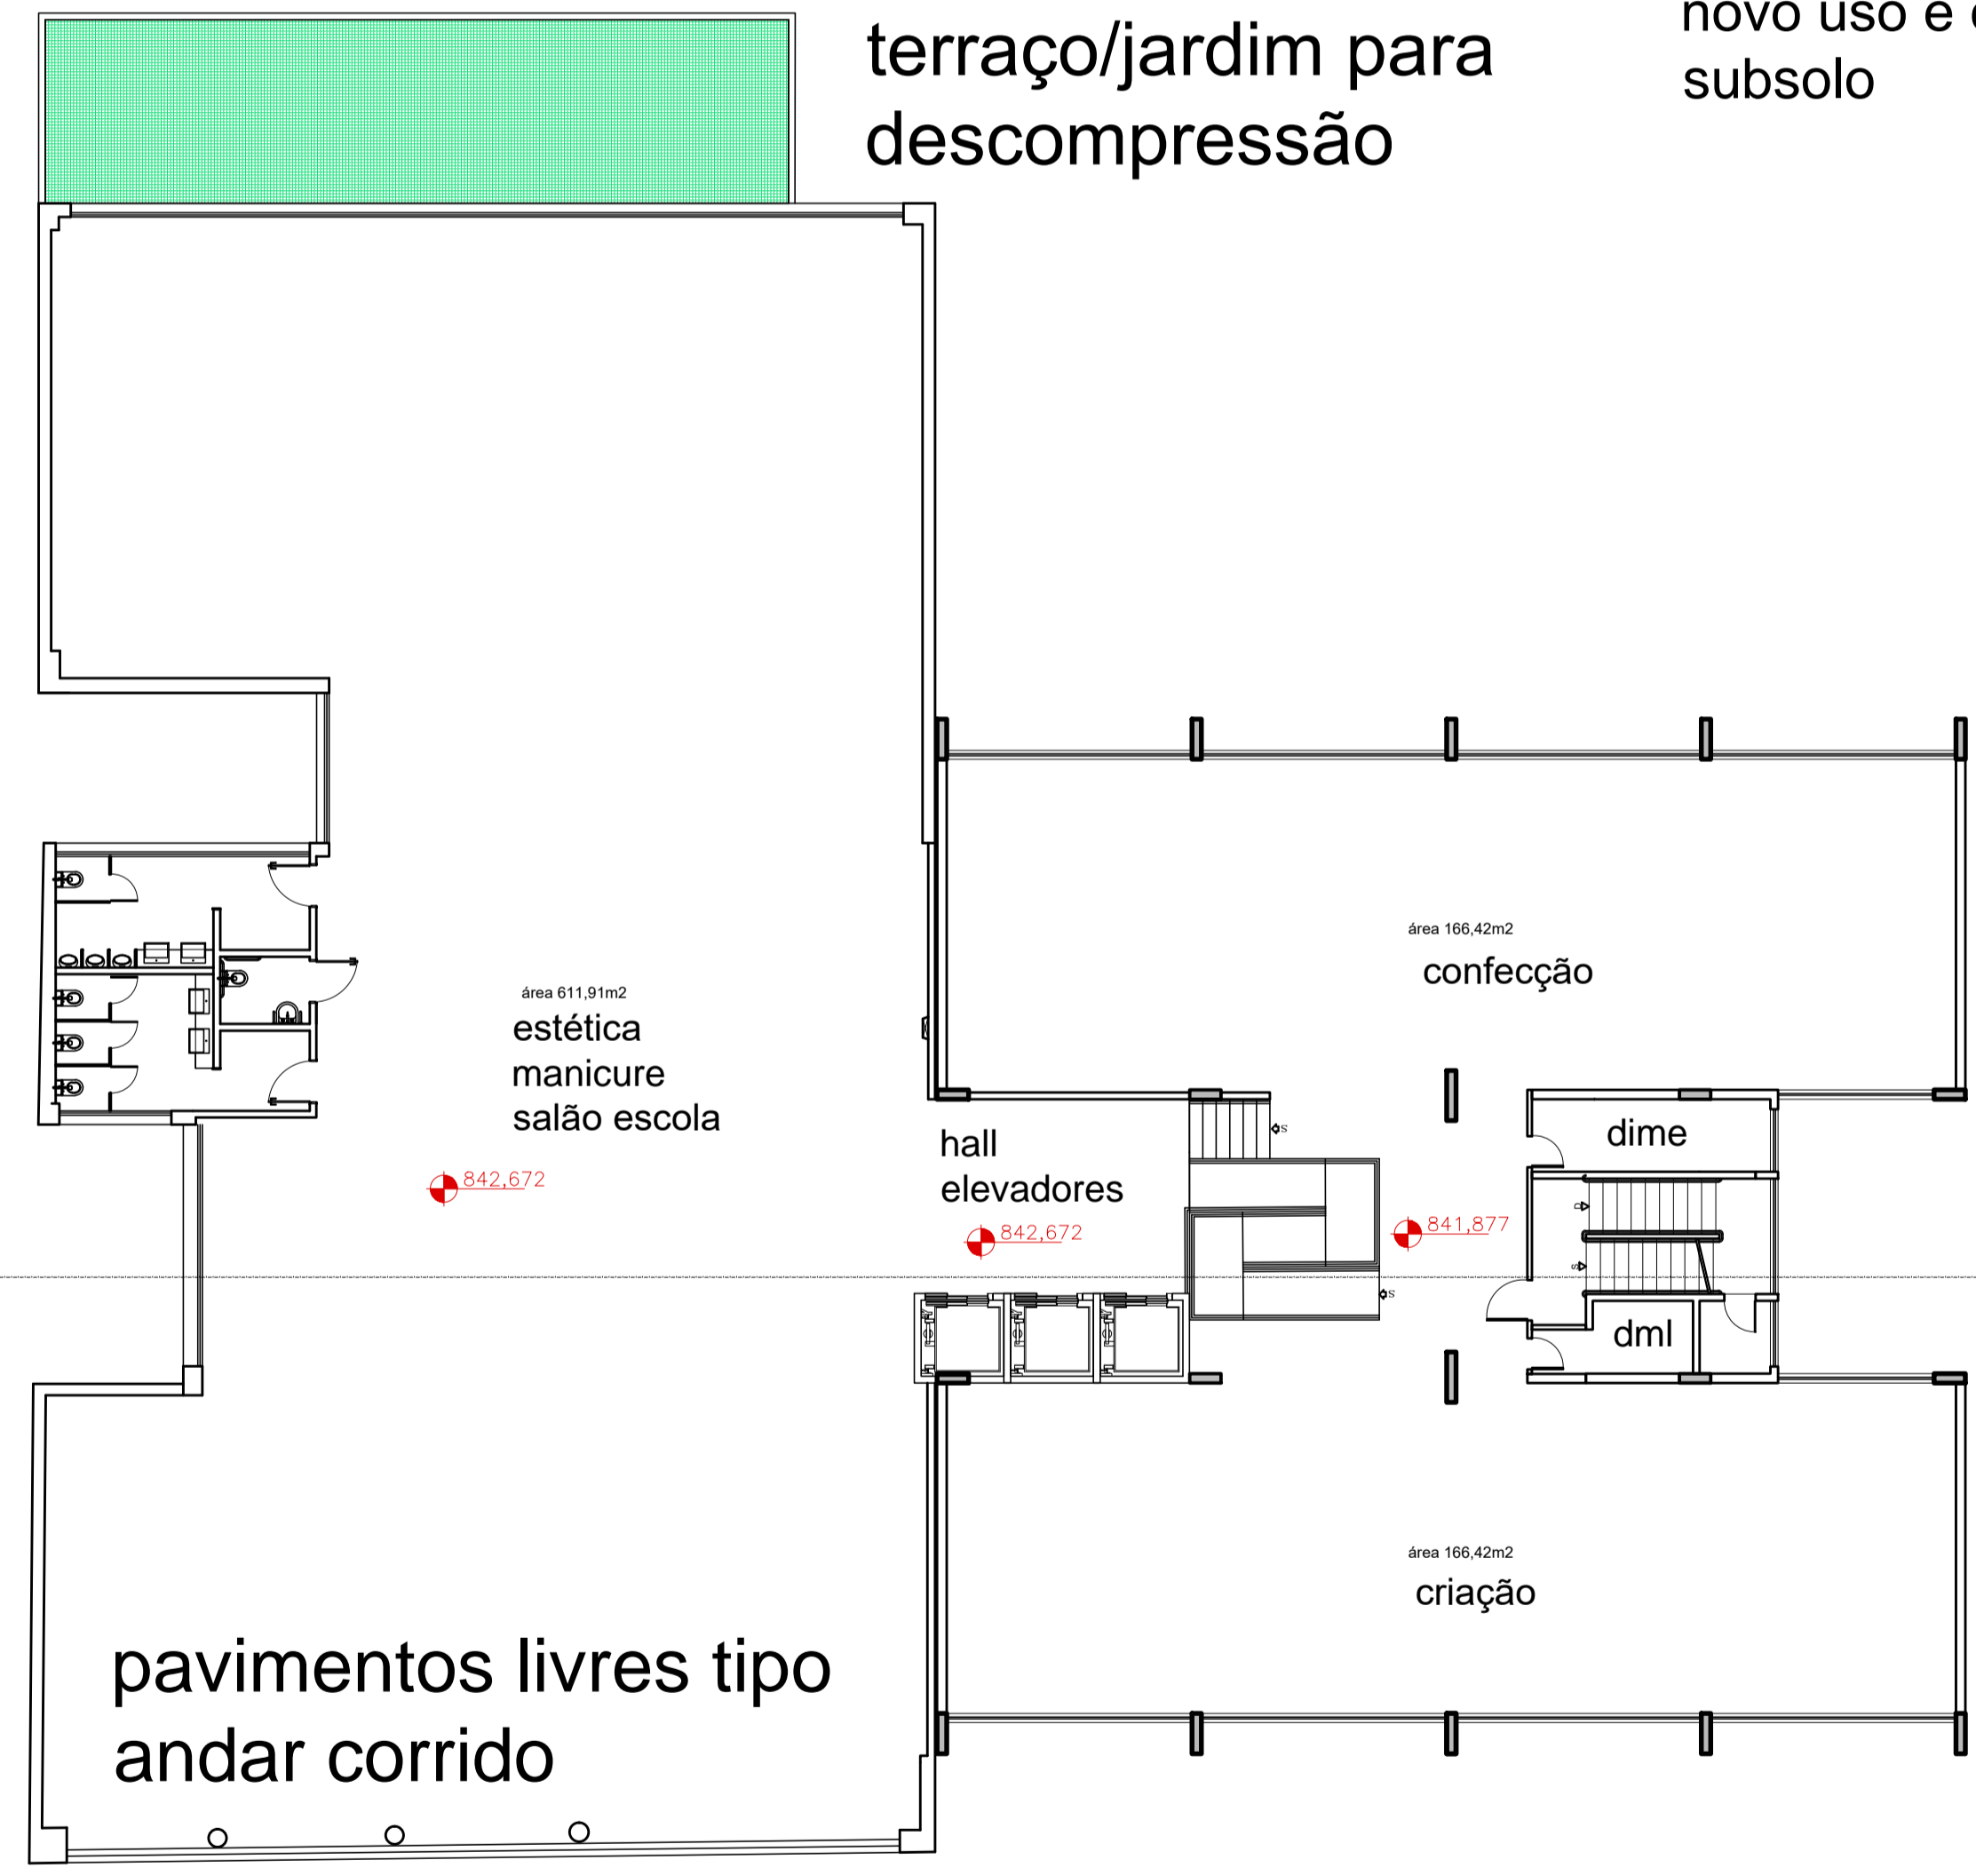 terraço/jardim para
descompressão
novo uso e
subsolo
área 166,42m2
confecção
área 611,91m2
estética
manicure
salão escola
842,672
hall
elevadores
842,672
841,877
S
dime
D
S
S
dml
área 166,42m2
criação
pavimentos livres tipo
andar corrido